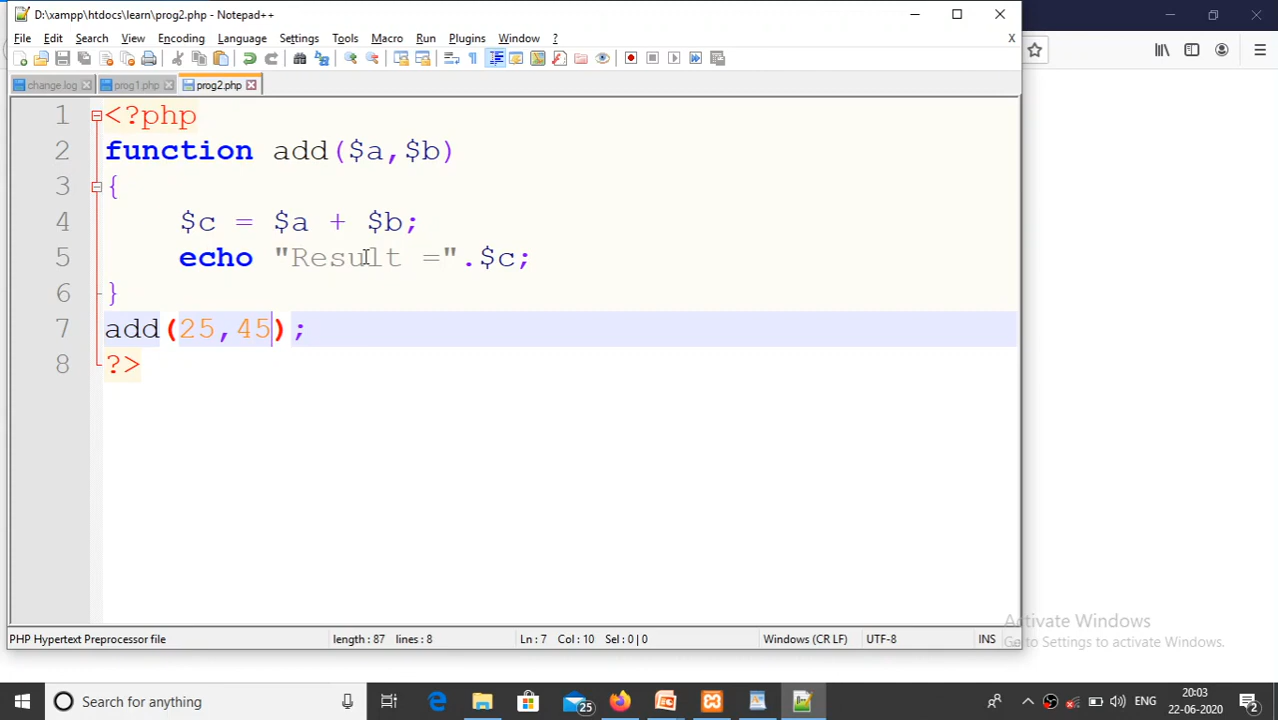 D:\xampp\htdocs\learn\prog2.php - Notepad++
File Edit Search View Encoding Language Settings Tools Macro Run Plugins Window ? X
change.log prog1.php prog2.php
1 <?php
2 function add($a,$b)
3 {
4 $c = $a + $b;
5 echo "Result =".$c;
6 }
7 add(25,45);
8 ?>
Activate Windows
Go to Settings to activate Windows.
PHP Hypertext Preprocessor file length : 87 lines : 8 Ln : 7 Col : 10 Sel : 0 | 0 Windows (CR LF) UTF-8 INS
Search for anything 25 ENG 20:03
22-06-2020 2